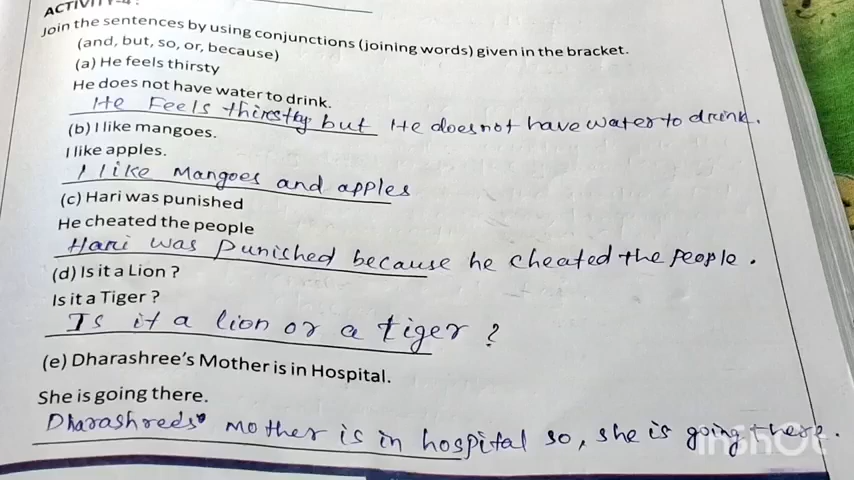 ACTIVITY-4:
Join the sentences by using conjunctions (joining words) given in the bracket.
(and, but, so, or, because)
(a) He feels thirsty
He does not have water to drink.
He Feels thirsty but He does not have water to drink.
(b) I like mangoes.
I like apples.
I like Mangoes and apples
(c) Hari was punished
He cheated the people
Hari was Punished because he cheated the People.
(d) Is it a Lion ?
Is it a Tiger ?
Is it a lion or a tiger ?
(e) Dharashree's Mother is in Hospital.
She is going there.
Dharashree's mother is in hospital so, she is going there.
InShot